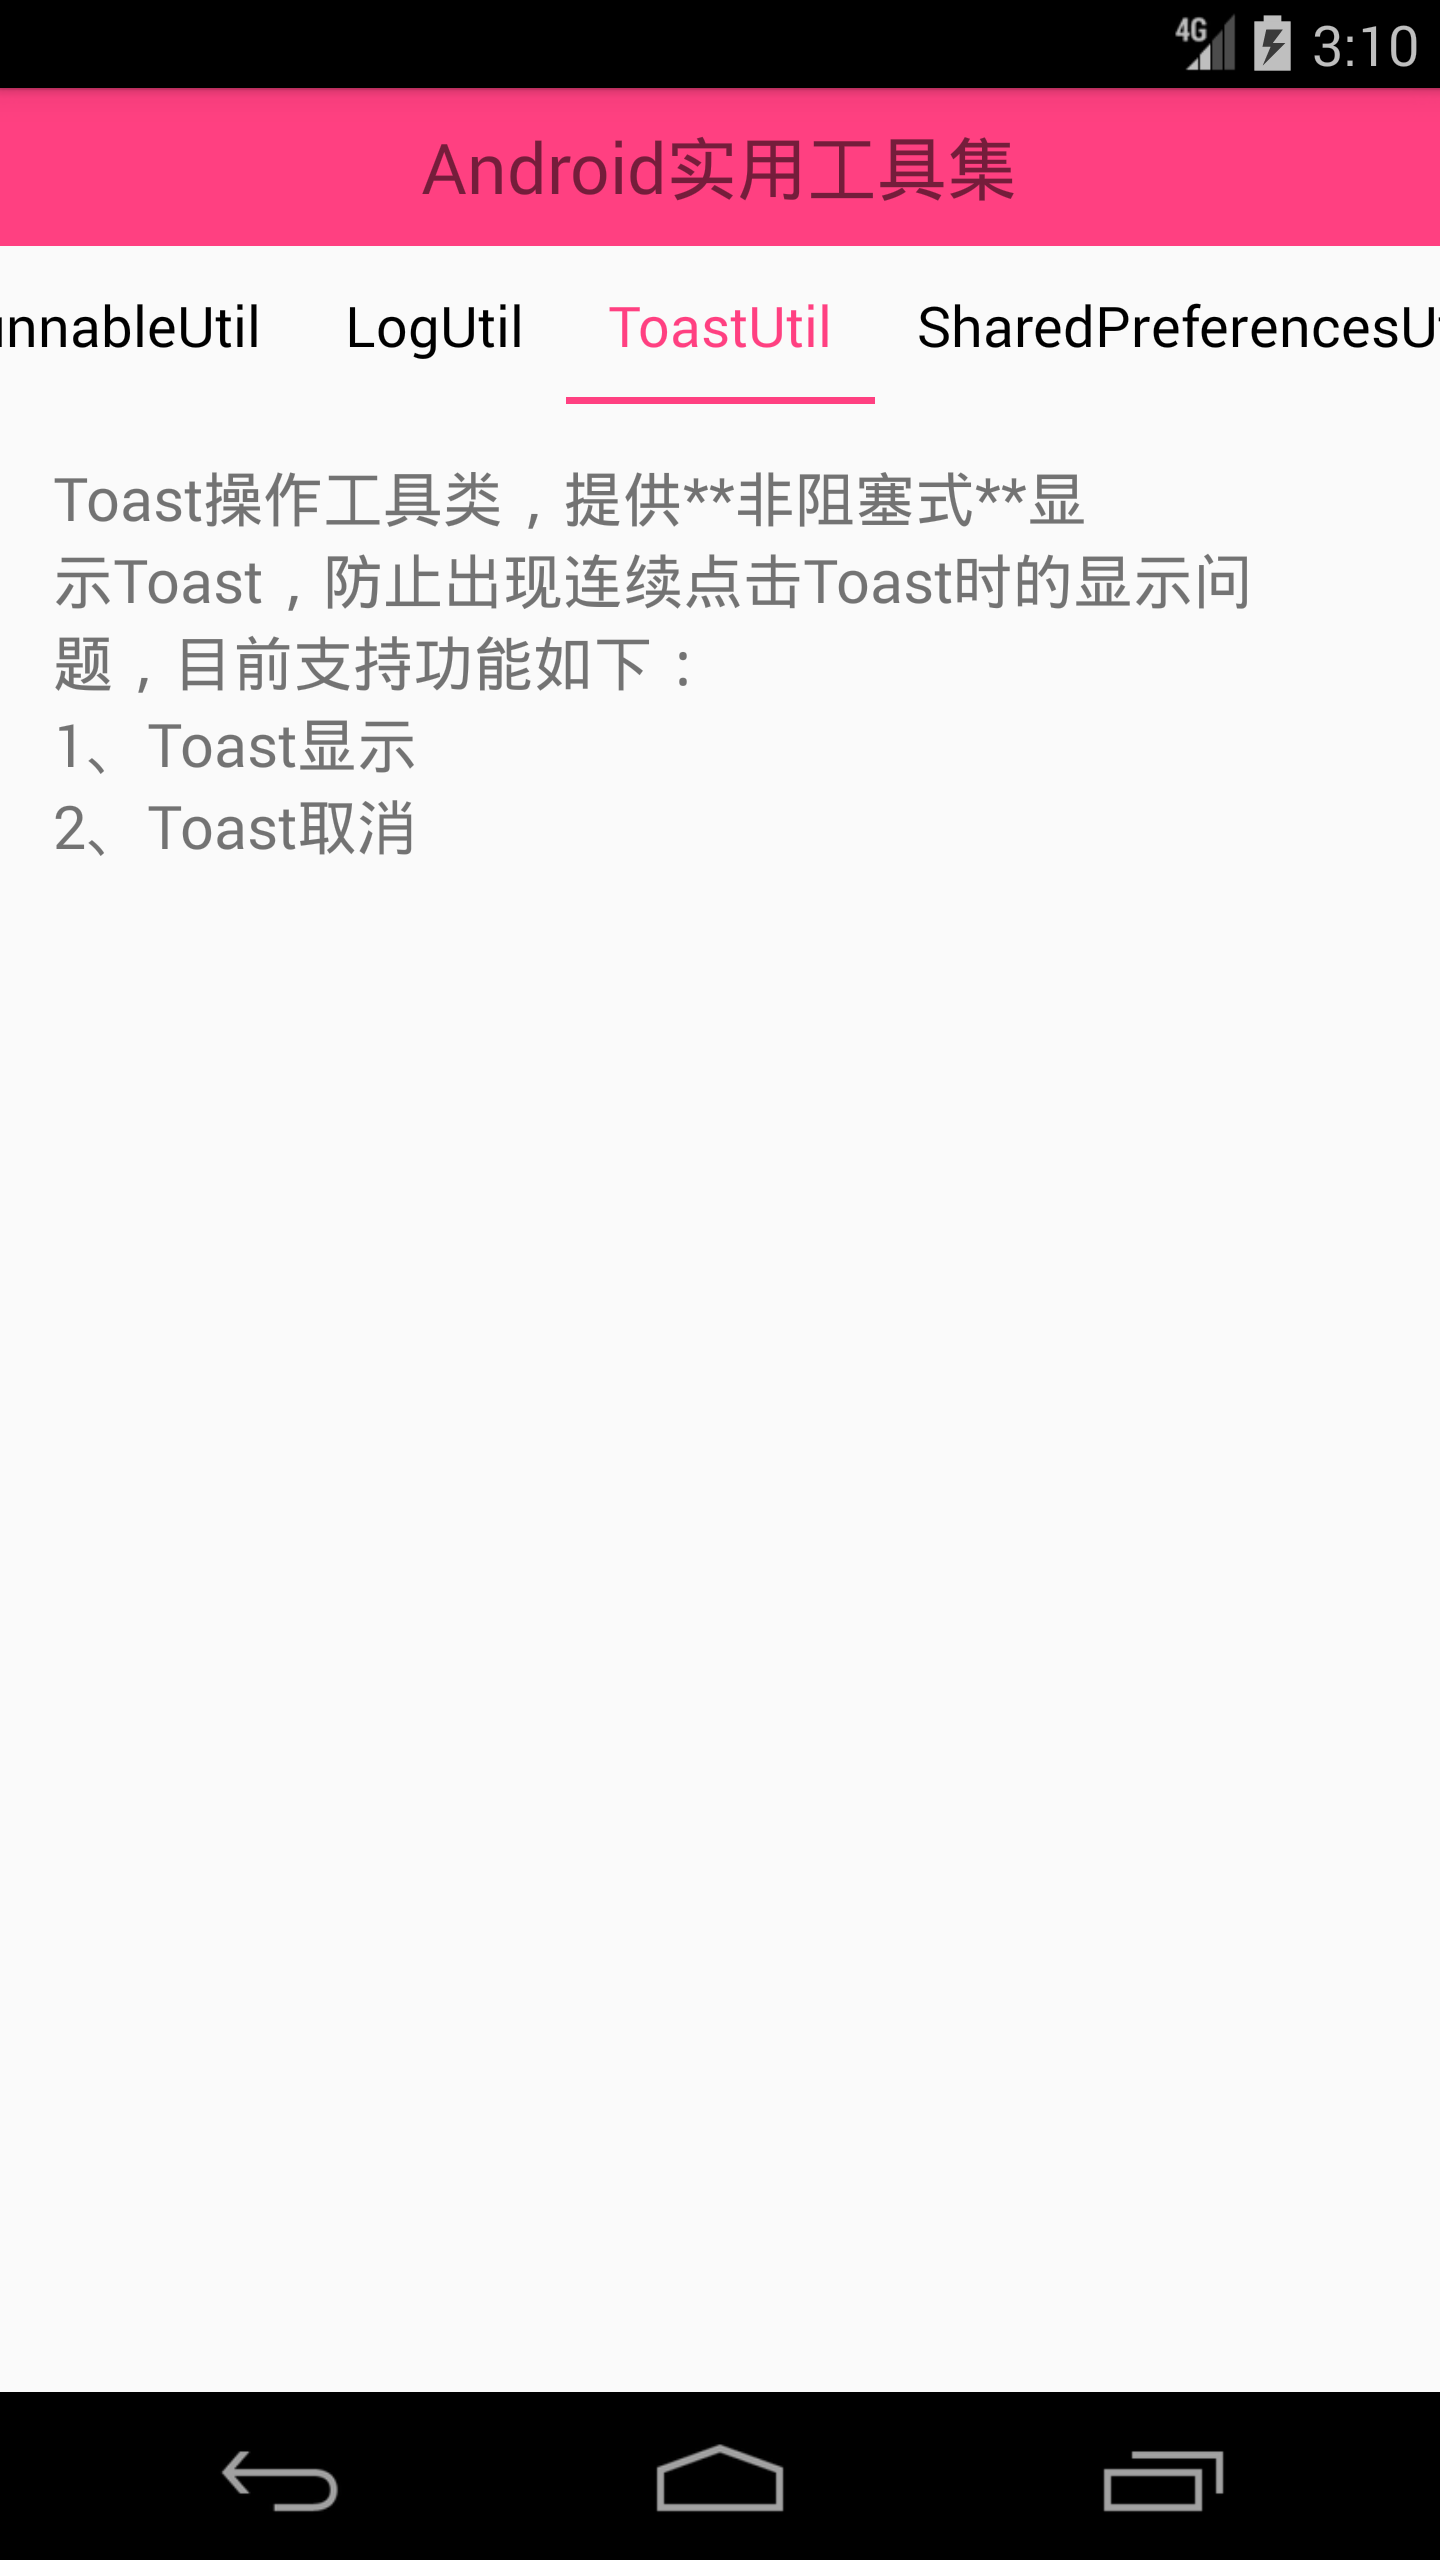 4G 3:10
Android实用工具集
unnableUtil LogUtil ToastUtil SharedPreferencesU
Toast操作工具类，提供**非阻塞式**显
示Toast，防止出现连续点击Toast时的显示问
题，目前支持功能如下：
1、Toast显示
2、Toast取消